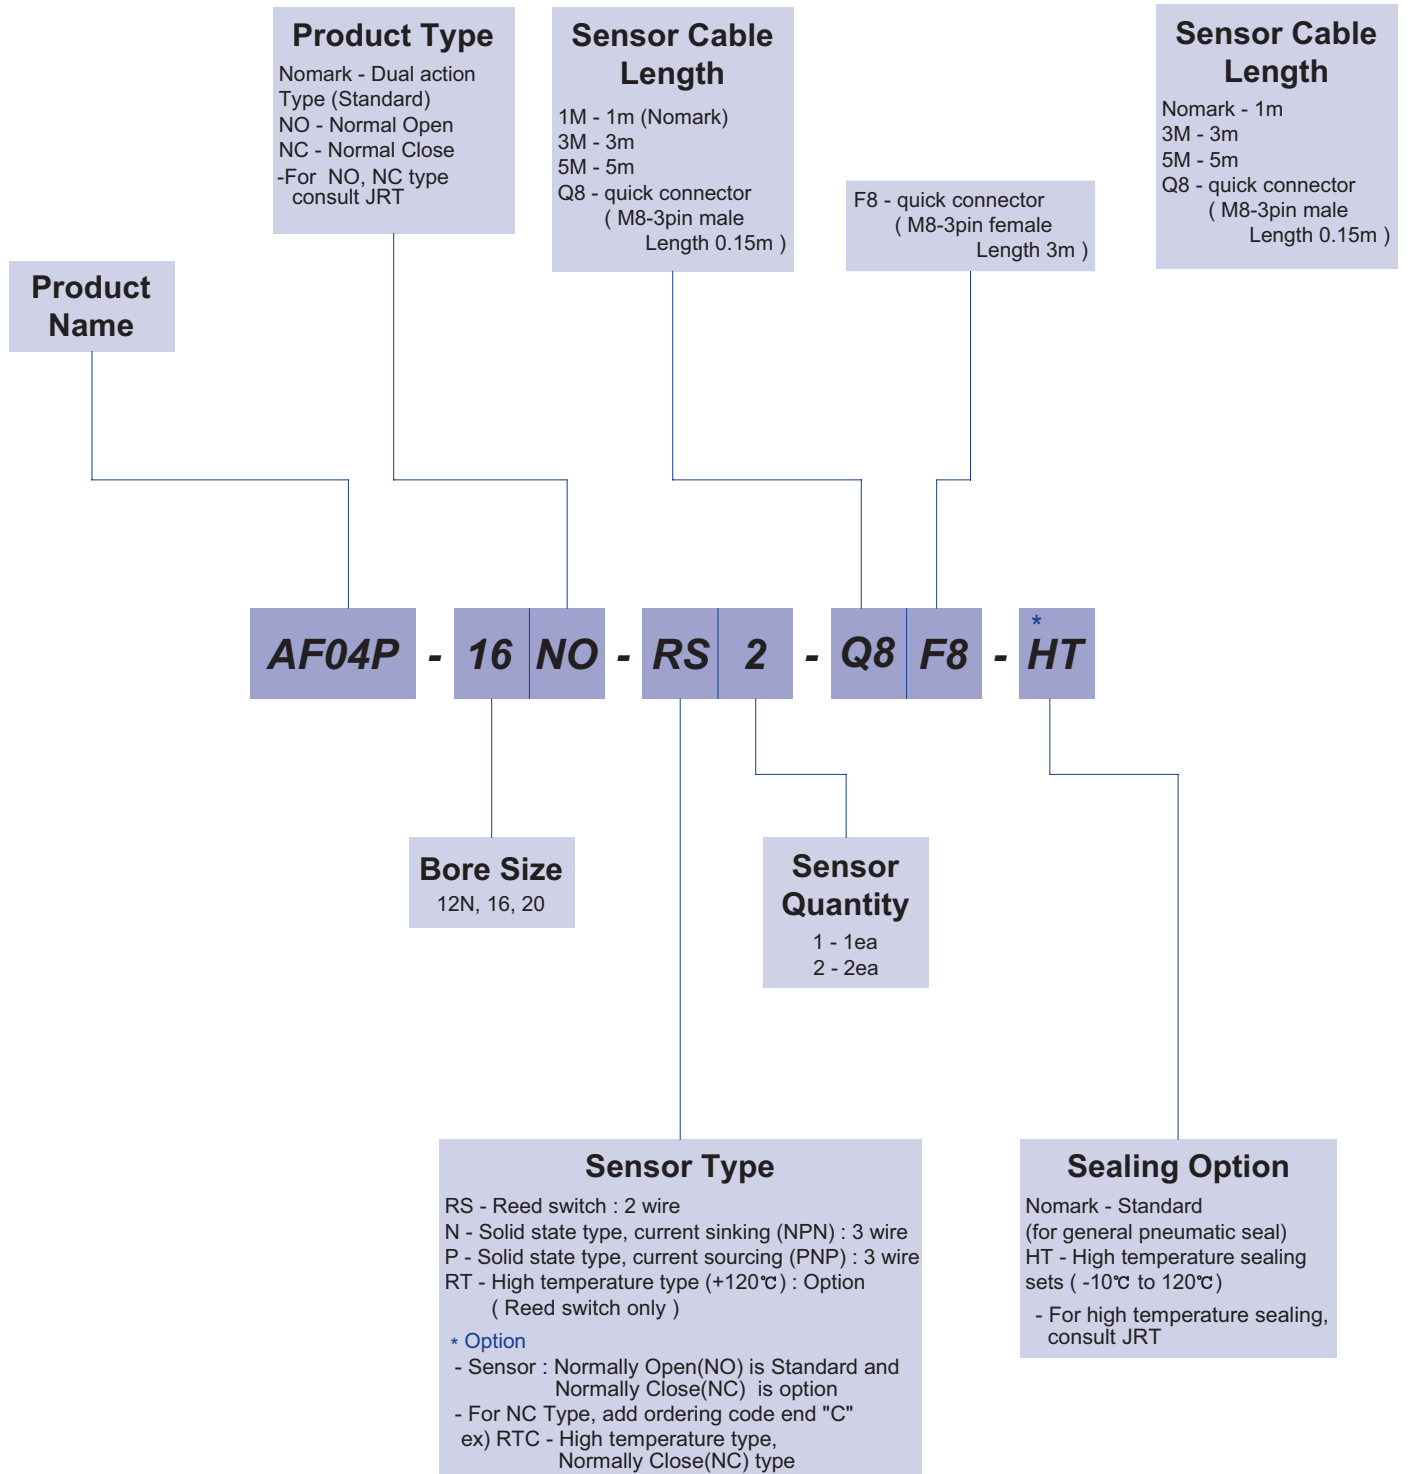 Product Type
Nomark - Dual action
Type (Standard)
NO - Normal Open
NC - Normal Close
-For NO, NC type
consult JRT
Sensor Cable
Length
1M - 1m (Nomark)
3M - 3m
5M - 5m
Q8 - quick connector
( M8-3pin male
Length 0.15m )
F8 - quick connector
( M8-3pin female
Length 3m )
Sensor Cable
Length
Nomark - 1m
3M - 3m
5M - 5m
Q8 - quick connector
( M8-3pin male
Length 0.15m )
Product
Name
AF04P - 16 NO - RS 2 - Q8 F8 - *HT
Bore Size
12N, 16, 20
Sensor
Quantity
1 - 1ea
2 - 2ea
Sensor Type
RS - Reed switch : 2 wire
N - Solid state type, current sinking (NPN) : 3 wire
P - Solid state type, current sourcing (PNP) : 3 wire
RT - High temperature type (+120℃) : Option
( Reed switch only )
* Option
- Sensor : Normally Open(NO) is Standard and
Normally Close(NC) is option
- For NC Type, add ordering code end "C"
ex) RTC - High temperature type,
Normally Close(NC) type
Sealing Option
Nomark - Standard
(for general pneumatic seal)
HT - High temperature sealing
sets ( -10℃ to 120℃)
- For high temperature sealing,
consult JRT